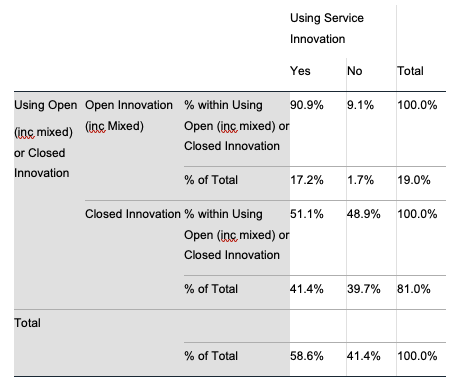 Using Service
Innovation
Yes No Total
Using Open Open Innovation % within Using 90.9% 9.1% 100.0%
(inc mixed) (inc Mixed) Open (inc mixed) or
or Closed Closed Innovation
Innovation
% of Total 17.2% 1.7% 19.0%
Closed Innovation % within Using 51.1% 48.9% 100.0%
Open (inc mixed) or
Closed Innovation
% of Total 41.4% 39.7% 81.0%
Total
% of Total 58.6% 41.4% 100.0%